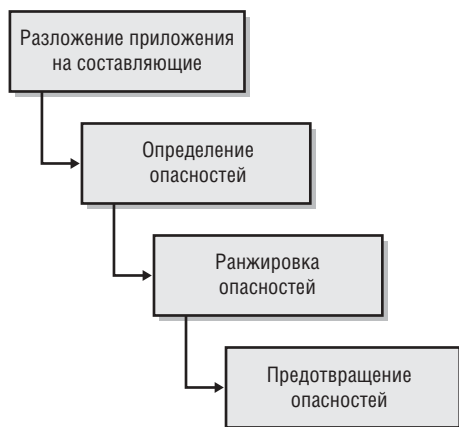 Разложение приложения
на составляющие
Определение
опасностей
Ранжировка
опасностей
Предотвращение
опасностей